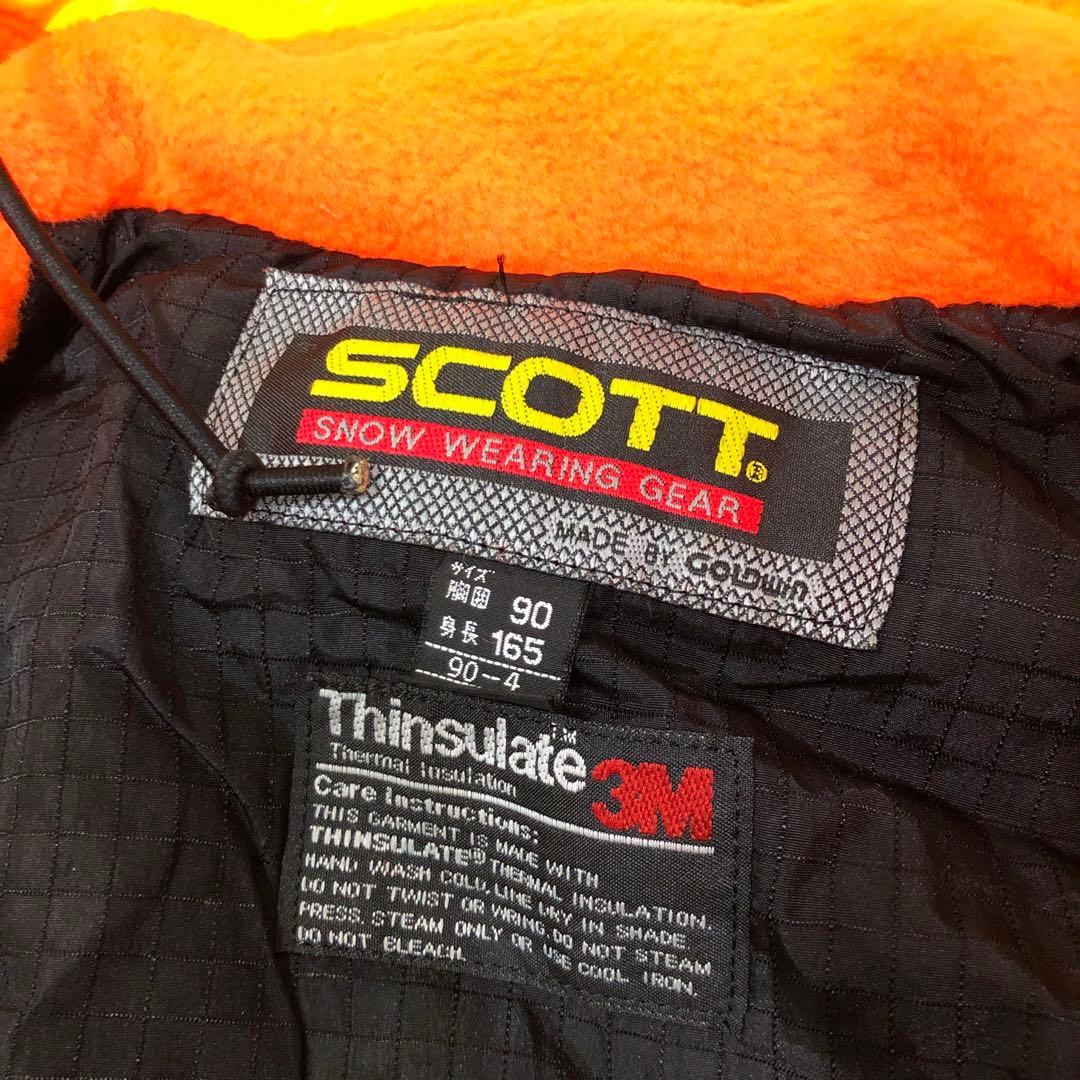 SCOTT®
SNOW WEARING GEAR
MADE BY GOLDWIN
サイズ
胸囲 90
身長 165
90-4
Thinsulate™
Thermal Insulation
3M
Care Instructions:
THIS GARMENT IS MADE WITH
THINSULATE® THERMAL INSULATION.
HAND WASH COLD, LINE DRY IN SHADE
DO NOT TWIST OR WRING. DO NOT STEAM
PRESS. STEAM ONLY OR USE COOL IRON.
DO NOT BLEACH.